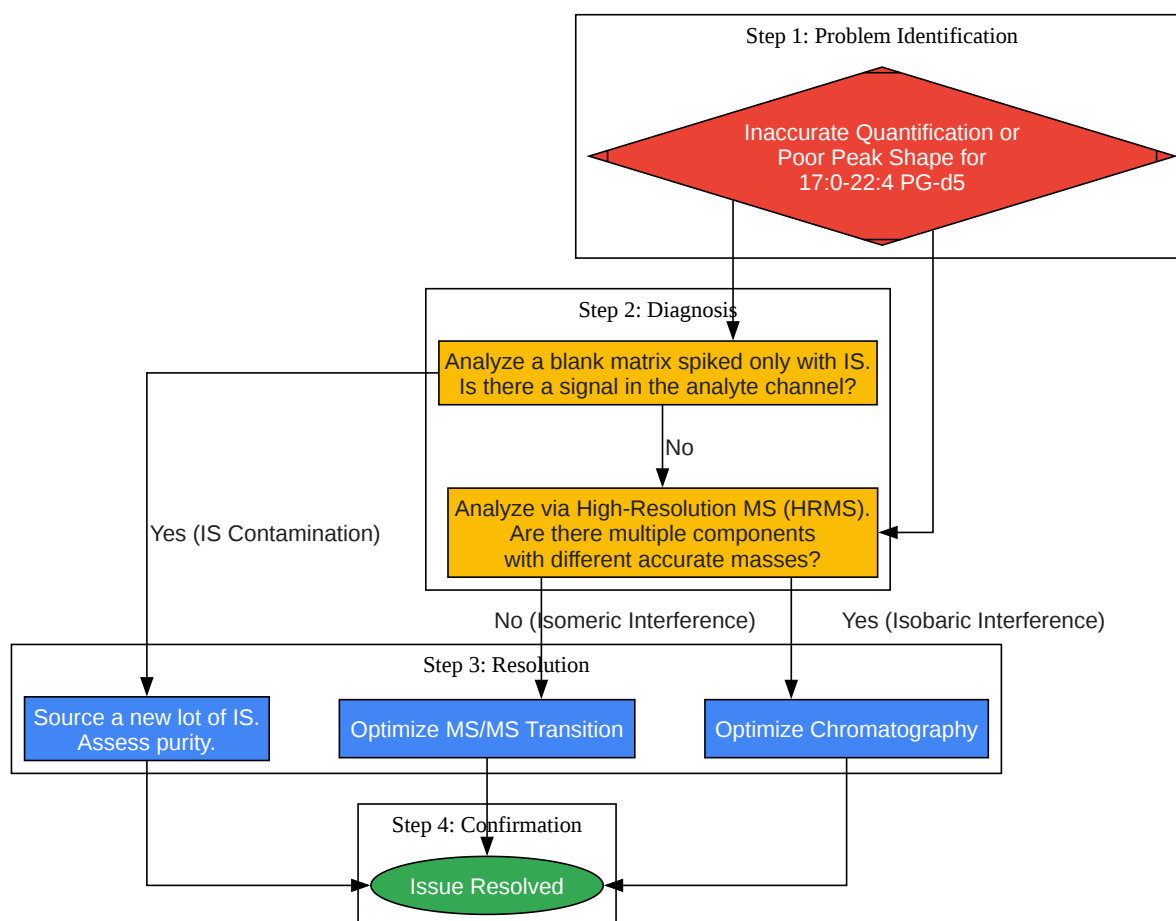 Step 1: Problem Identification
Inaccurate Quantification or
Poor Peak Shape for
17:0-22:4 PG-d5
Step 2: Diagnosis
Analyze a blank matrix spiked only with IS.
Is there a signal in the analyte channel?
No
Analyze via High-Resolution MS (HRMS).
Are there multiple components
with different accurate masses?
Yes (IS Contamination)
No (Isomeric Interference)
Yes (Isobaric Interference)
Step 3: Resolution
Source a new lot of IS.
Assess purity.
Optimize MS/MS Transition
Optimize Chromatography
Step 4: Confirmation
Issue Resolved